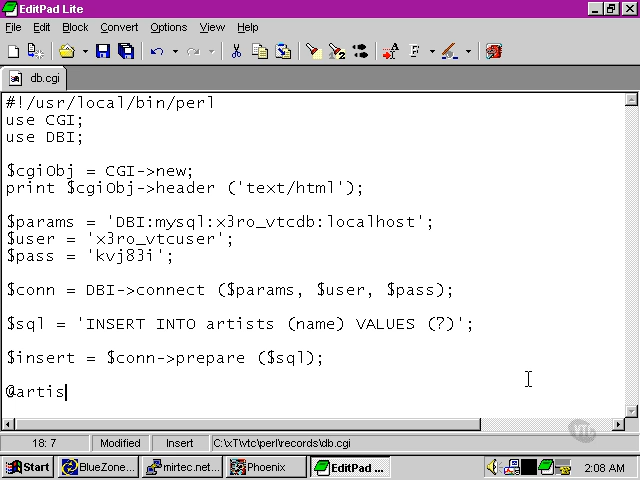 EditPad Lite
File Edit Block Convert Options View Help
db.cgi
#!/usr/local/bin/perl
use CGI;
use DBI;
$cgiObj = CGI->new;
print $cgiObj->header ('text/html');
$params = 'DBI:mysql:x3ro_vtcdb:localhost';
$user = 'x3ro_vtcuser';
$pass = 'kvj83i';
$conn = DBI->connect ($params, $user, $pass);
$sql = 'INSERT INTO artists (name) VALUES (?)';
$insert = $conn->prepare ($sql);
@artis
VTC
18: 7 Modified Insert C:\xT\vtc\perl\records\db.cgi
Start BlueZone... mirtec.net... Phoenix EditPad ... 2:08 AM